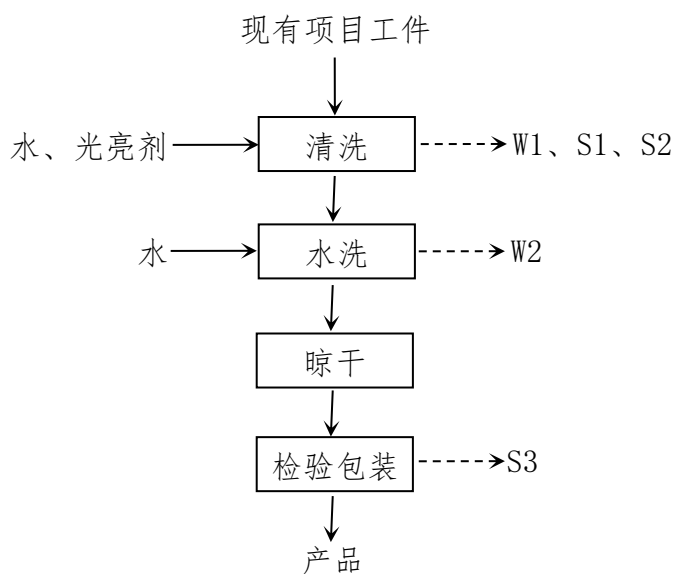 现有项目工件
水、光亮剂
清洗
W1、S1、S2
水
水洗
W2
晾干
检验包装
S3
产品